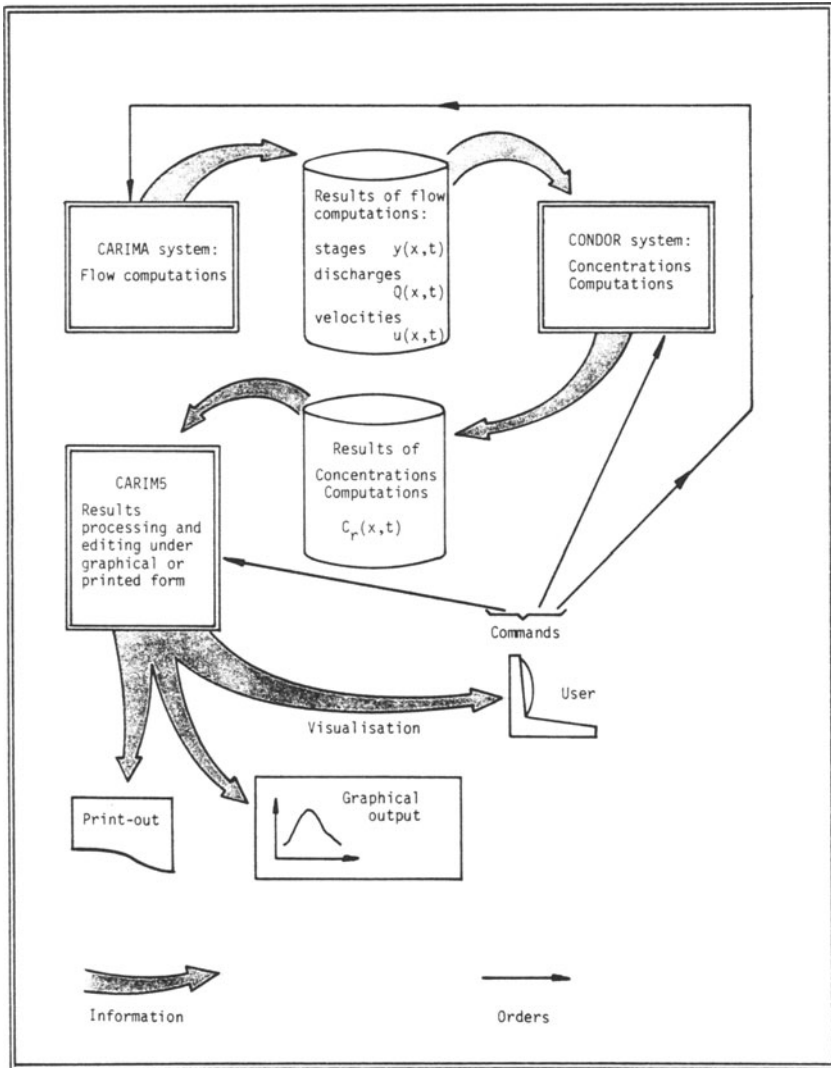 CARIMA system:
Flow computations
Results of flow
computations:
stages y(x,t)
discharges
Q(x,t)
velocities
u(x,t)
CONDOR system:
Concentrations
Computations
Results of
Concentrations
Computations
Cr(x,t)
CARIM5
Results
processing and
editing under
graphical or
printed form
Commands
User
Visualisation
Print-out
Graphical
output
Information
Orders